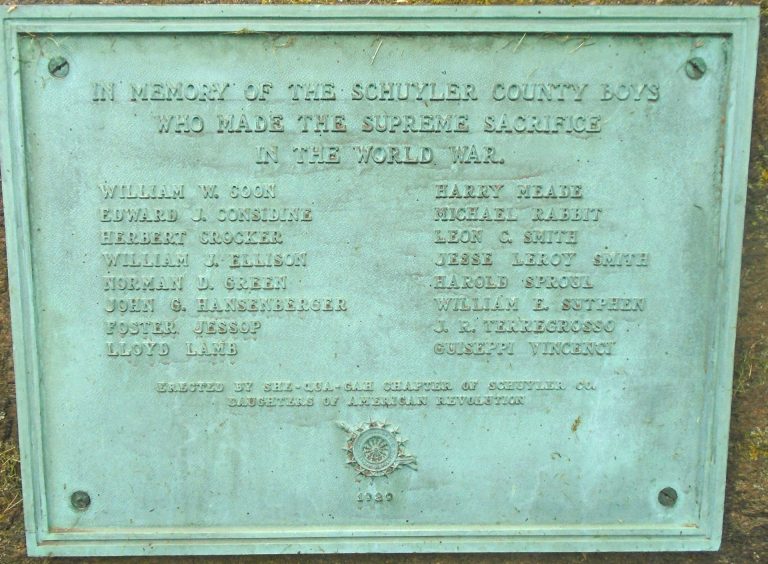 IN MEMORY OF THE SCHUYLER COUNTY BOYS
WHO MADE THE SUPREME SACRIFICE
IN THE WORLD WAR.
WILLIAM W. COON
EDWARD J. CONSIDINE
HERBERT CROCKER
WILLIAM J. ELLISON
NORMAN D. GREEN
JOHN G. HANSENBERGER
FOSTER JESSOP
LLOYD LAMB
HARRY MEADE
MICHAEL RABBIT
LEON C. SMITH
JESSE LEROY SMITH
HAROLD SPROUL
WILLIAM E. SUTPHEN
J. R. TERREGROSSO
GUISEPPI VINCENCI
ERECTED BY SHE-QUA-GAH CHAPTER OF SCHUYLER CO.
DAUGHTERS OF AMERICAN REVOLUTION